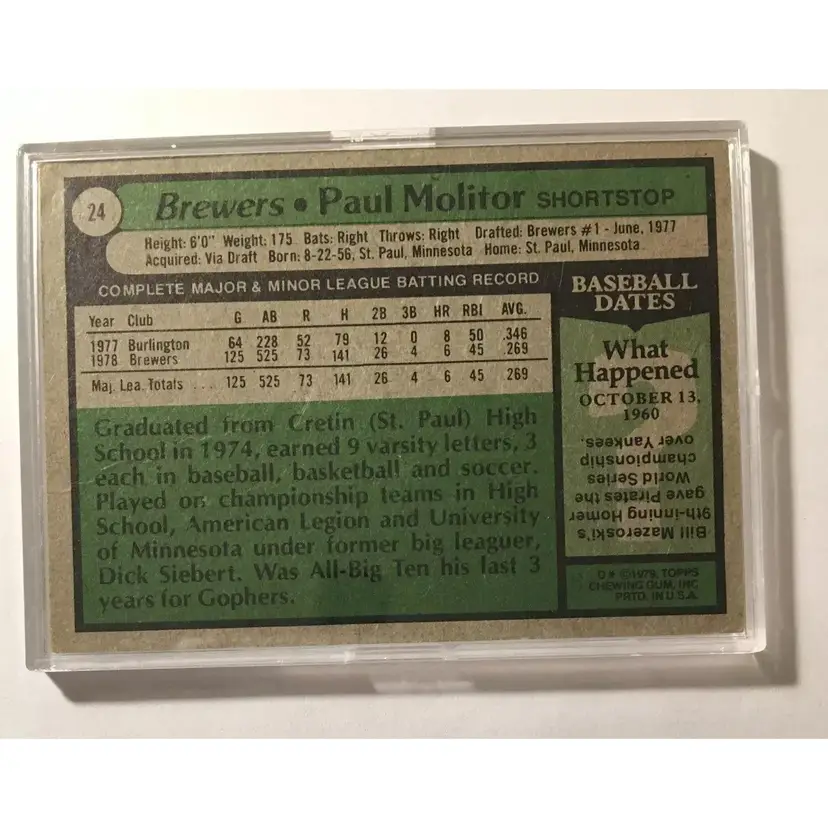 24
Brewers • Paul Molitor SHORTSTOP
Height: 6'0" Weight: 175 Bats: Right Throws: Right Drafted: Brewers #1 - June, 1977
Acquired: Via Draft Born: 8-22-56, St. Paul, Minnesota Home: St. Paul, Minnesota
COMPLETE MAJOR & MINOR LEAGUE BATTING RECORD
Year Club G AB R H 2B 3B HR RBI AVG.
1977 Burlington 64 228 52 79 12 0 8 50 .346
1978 Brewers 125 525 73 141 26 4 6 45 .269
Maj. Lea. Totals ... 125 525 73 141 26 4 6 45 .269
Graduated from Cretin (St. Paul) High
School in 1974, earned 9 varsity letters, 3
each in baseball, basketball and soccer.
Played on championship teams in High
School, American Legion and University
of Minnesota under former big leaguer,
Dick Siebert. Was All-Big Ten his last 3
years for Gophers.
BASEBALL
DATES
What
Happened
OCTOBER 13,
1960
Bill Mazeroski's
9th-inning Homer
gave Pirates the
World Series
championship
over Yankees.
D* ©1979, TOPPS
CHEWING GUM, INC
PRTD. IN U.S.A.